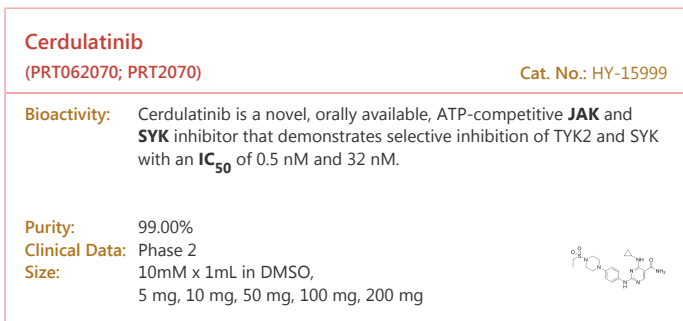 Cerdulatinib
(PRT062070; PRT2070) Cat. No.: HY-15999
Bioactivity: Cerdulatinib is a novel, orally available, ATP-competitive JAK and
SYK inhibitor that demonstrates selective inhibition of TYK2 and SYK
with an IC50 of 0.5 nM and 32 nM.
Purity: 99.00%
Clinical Data: Phase 2
Size: 10mM x 1mL in DMSO,
5 mg, 10 mg, 50 mg, 100 mg, 200 mg